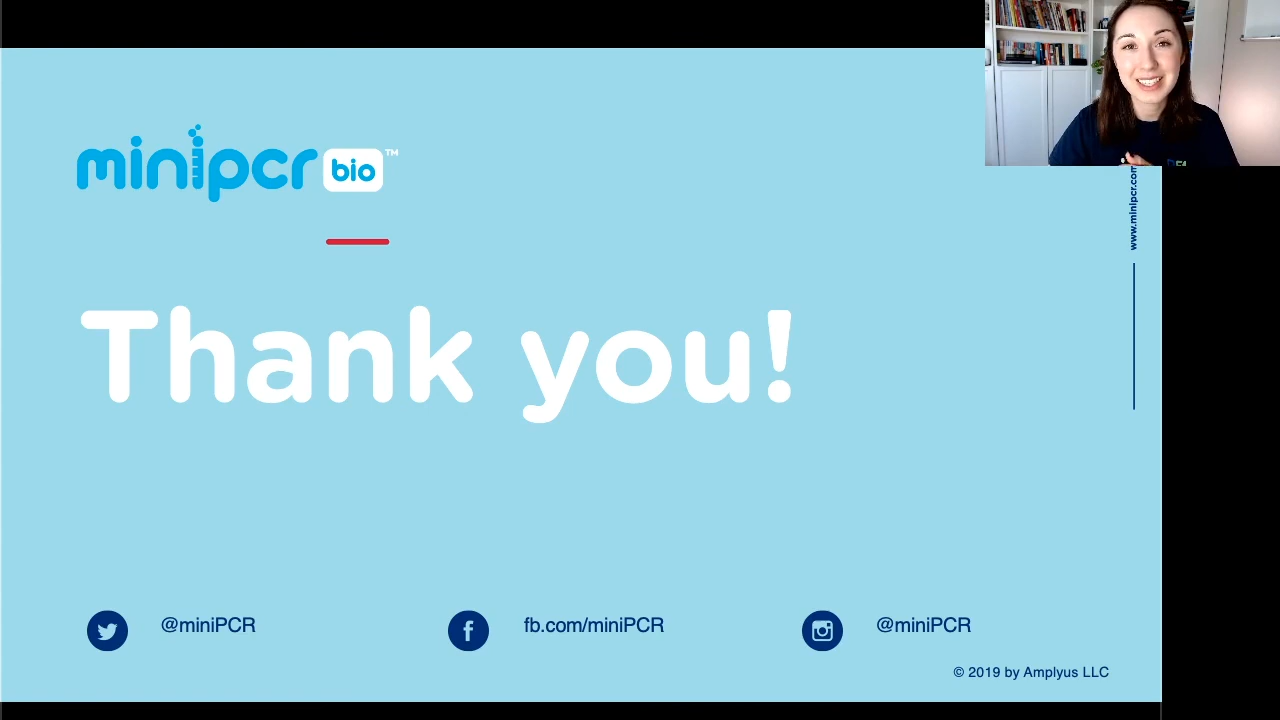 minipcr bio™
www.minipcr.com
Thank you!
@miniPCR
fb.com/miniPCR
@miniPCR
© 2019 by Amplyus LLC